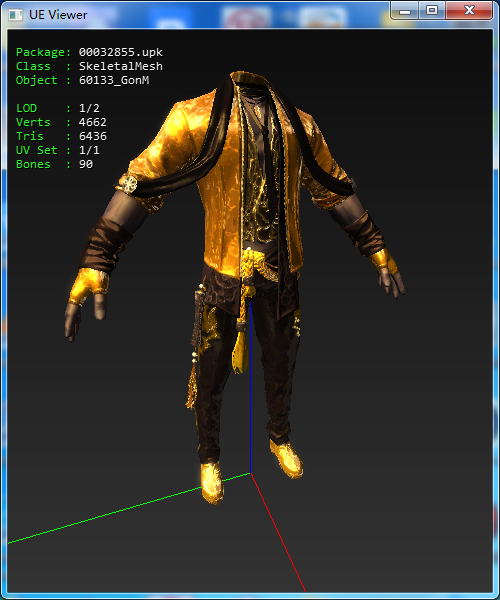 UE Viewer
Package: 00032855.upk
Class : SkeletalMesh
Object : 60133_GonM
LOD : 1/2
Verts : 4662
Tris : 6436
UV Set : 1/1
Bones : 90